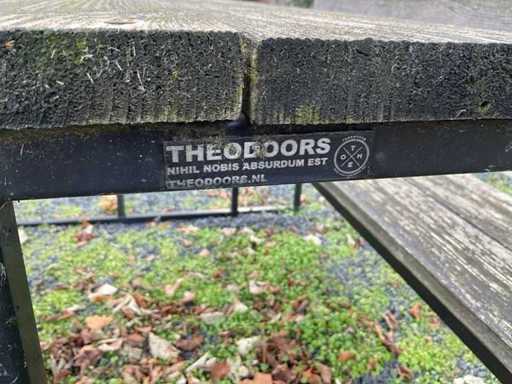 THEODOORS
NIHIL NOBIS ABSURDUM EST
THEODOORS.NL
T
O
H
E